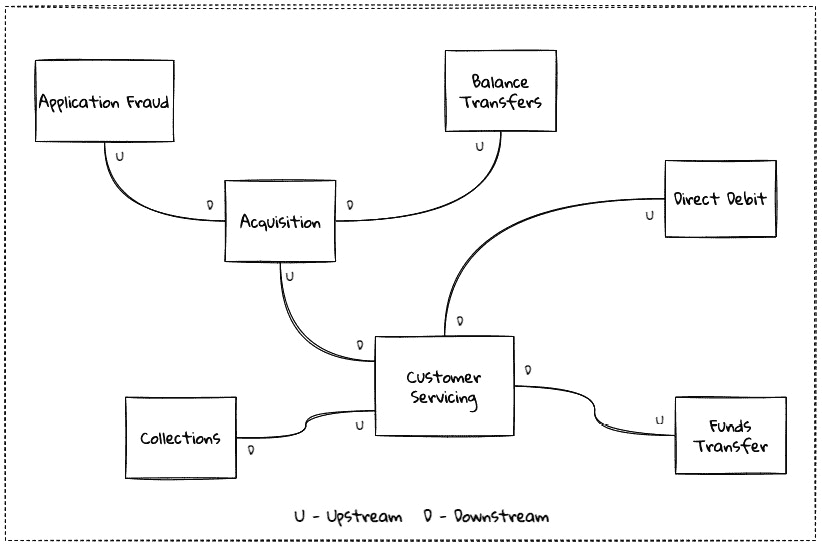 Application Fraud
Balance
Transfers
U
U
Direct Debit
D
D
U
Acquisition
U
D
D
Customer
Servicing
D
Collections
U
U
Funds
Transfer
D
U - Upstream D - Downstream